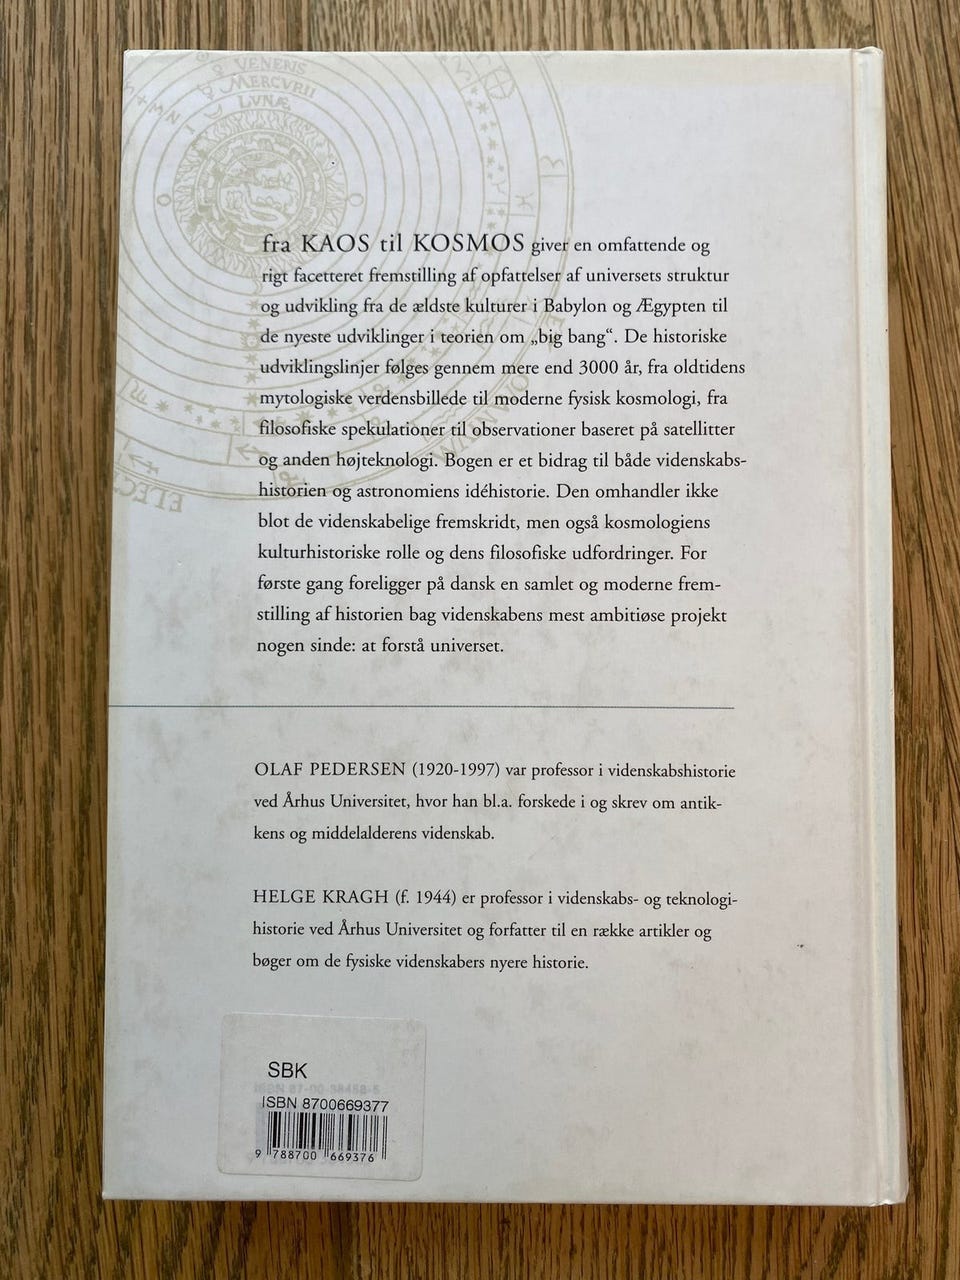 VENERIS
MERCVRII
LVNÆ
fra KAOS til KOSMOS giver en omfattende og
rigt facetteret fremstilling af opfattelser af universets struktur
og udvikling fra de ældste kulturer i Babylon og Ægypten til
de nyeste udviklinger i teorien om „big bang“. De historiske
udviklingslinjer følges gennem mere end 3000 år, fra oldtidens
mytologiske verdensbillede til moderne fysisk kosmologi, fra
filosofiske spekulationer til observationer baseret på satellitter
og anden højteknologi. Bogen er et bidrag til både videnskabs-
historien og astronomiens idéhistorie. Den omhandler ikke
blot de videnskabelige fremskridt, men også kosmologiens
kulturhistoriske rolle og dens filosofiske udfordringer. For
første gang foreligger på dansk en samlet og moderne frem-
stilling af historien bag videnskabens mest ambitiøse projekt
nogen sinde: at forstå universet.
OLAF PEDERSEN (1920-1997) var professor i videnskabshistorie
ved Århus Universitet, hvor han bl.a. forskede i og skrev om antik-
kens og middelalderens videnskab.
HELGE KRAGH (f. 1944) er professor i videnskabs- og teknologi-
historie ved Århus Universitet og forfatter til en række artikler og
bøger om de fysiske videnskabers nyere historie.
SBK
ISBN 8700669377
9 788700 669376